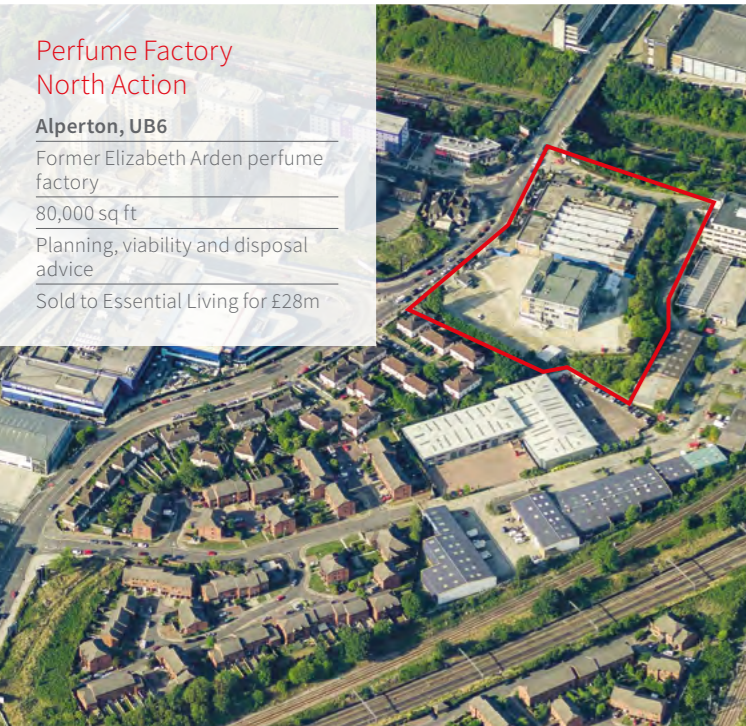 Perfume Factory
North Action
Alperton, UB6
Former Elizabeth Arden perfume
factory
80,000 sq ft
Planning, viability and disposal
advice
Sold to Essential Living for £28m